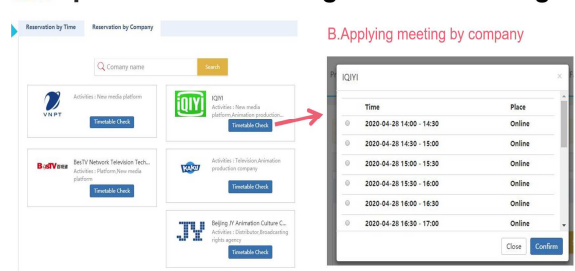 Reservation by Time
Reservation by Company
B.Applying meeting by company
Comany name
Search
VNPT
Activities : New media platform
Timetable Check
iQIYI
IQIYI
Activities : New media
platform,Animation production...
Timetable Check
BesTV
BesTV Network Television Tech...
Activities : Platform,New media
platform
Timetable Check
KAKU
Activities : Television,Animation
production company
Timetable Check
JY
Beijing JY Animation Culture C...
Activities : Distributor,Broadcasting
rights agency
Timetable Check
IQIYI
×
Time
Place
2020-04-28 14:00 - 14:30
Online
2020-04-28 14:30 - 15:00
Online
2020-04-28 15:00 - 15:30
Online
2020-04-28 15:30 - 16:00
Online
2020-04-28 16:00 - 16:30
Online
2020-04-28 16:30 - 17:00
Online
Close
Confirm